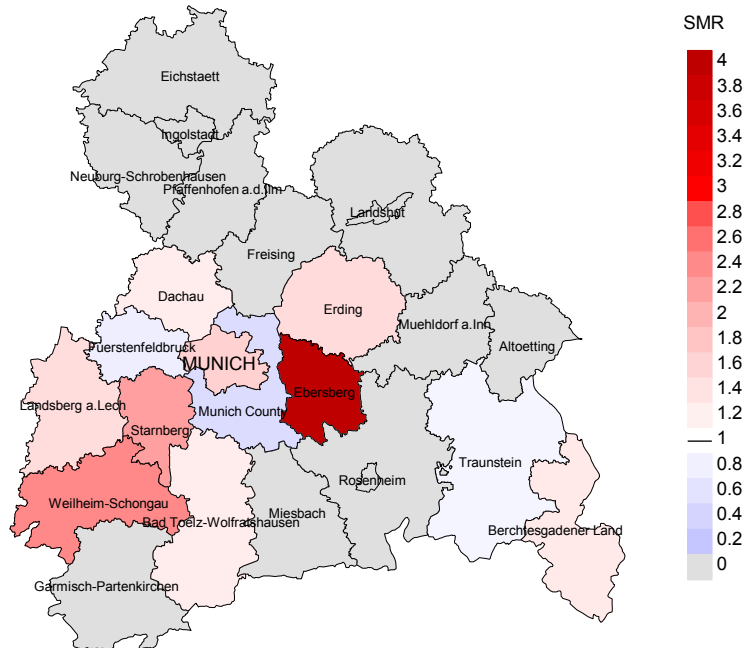 SMR
4
3.8
3.6
3.4
3.2
3
2.8
2.6
2.4
2.2
2
1.8
1.6
1.4
1.2
1
0.8
0.6
0.4
0.2
0
Eichstaett
Ingolstadt
Neuburg-Schrobenhausen
Pfaffenhofen a.d.Ilm
Landshut
Freising
Dachau
Erding
Muehldorf a.Inn
Altoetting
Fuerstenfeldbruck
MUNICH
Ebersberg
Landsberg a.Lech
Munich County
Starnberg
Traunstein
Rosenheim
Weilheim-Schongau
Miesbach
Bad Toelz-Wolfratshausen
Berchtesgadener Land
Garmisch-Partenkirchen